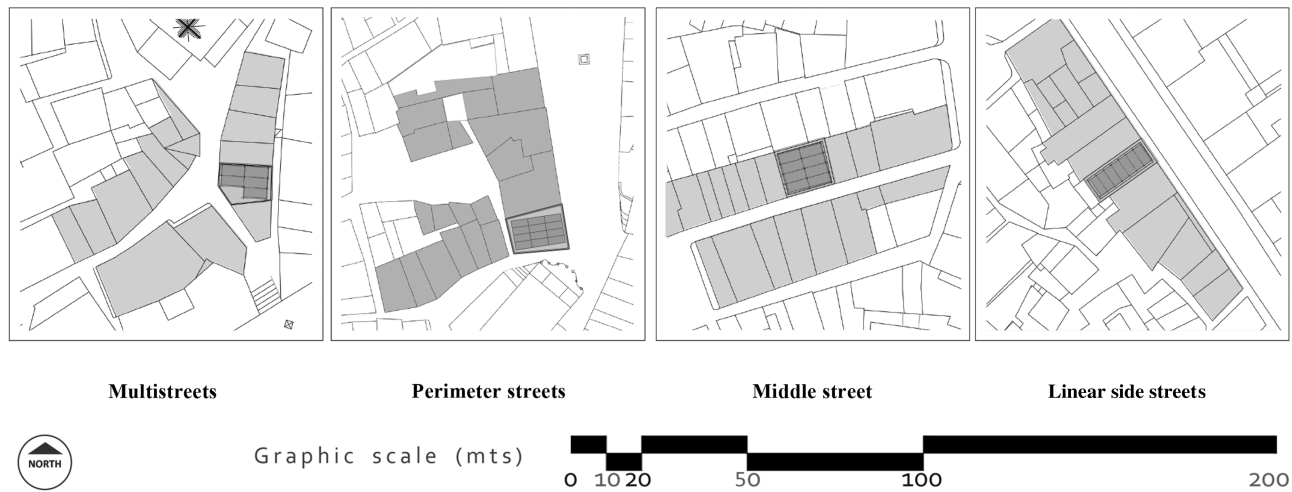 Multistreets
Perimeter streets
Middle street
Linear side streets
NORTH
Graphic scale (mts)
0 10 20 50 100 200